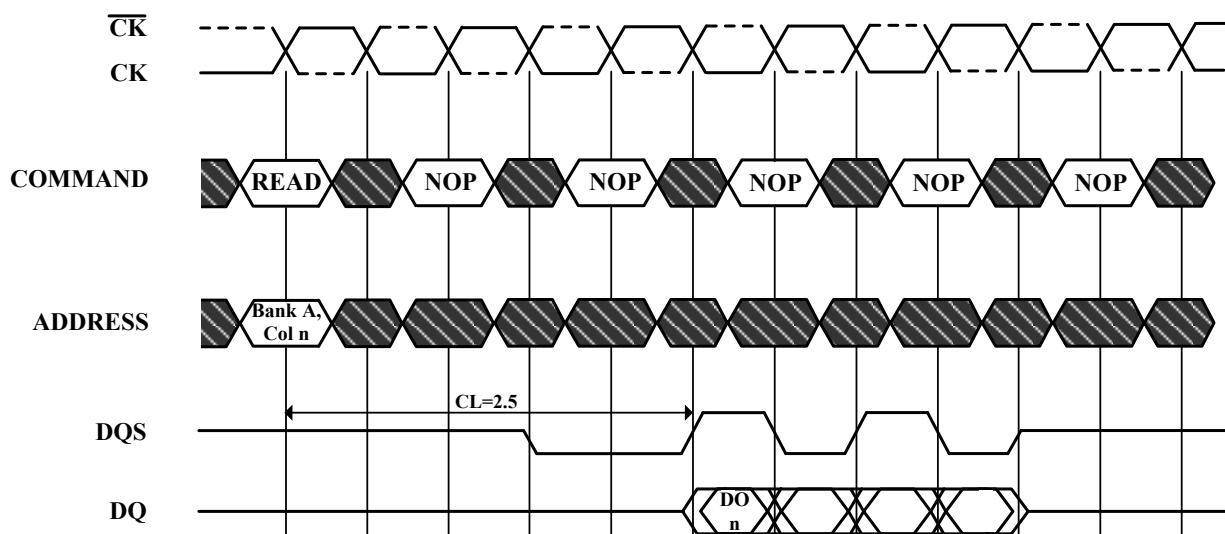 CK
CK
COMMAND READ NOP NOP NOP NOP NOP
ADDRESS Bank A,
Col n
CL=2.5
DQS
DQ DO
n